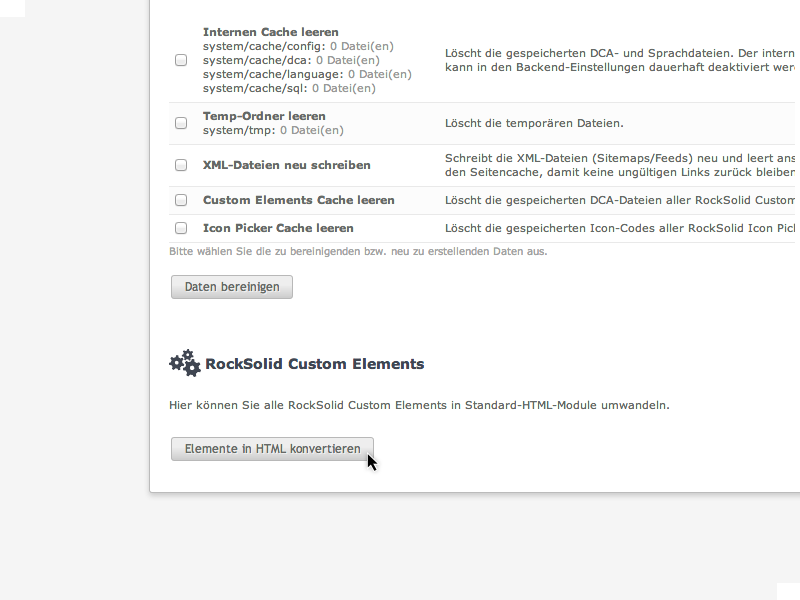 Internen Cache leeren
system/cache/config: 0 Datei(en)
system/cache/dca: 0 Datei(en)
system/cache/language: 0 Datei(en)
system/cache/sql: 0 Datei(en)
Löscht die gespeicherten DCA- und Sprachdateien. Der intern
kann in den Backend-Einstellungen dauerhaft deaktiviert wer
Temp-Ordner leeren
system/tmp: 0 Datei(en)
Löscht die temporären Dateien.
XML-Dateien neu schreiben
Schreibt die XML-Dateien (Sitemaps/Feeds) neu und leert ans
den Seitencache, damit keine ungültigen Links zurück bleiben
Custom Elements Cache leeren
Löscht die gespeicherten DCA-Dateien aller RockSolid Custom
Icon Picker Cache leeren
Löscht die gespeicherten Icon-Codes aller RockSolid Icon Pic
Bitte wählen Sie die zu bereinigenden bzw. neu zu erstellenden Daten aus.
Daten bereinigen
RockSolid Custom Elements
Hier können Sie alle RockSolid Custom Elements in Standard-HTML-Module umwandeln.
Elemente in HTML konvertieren